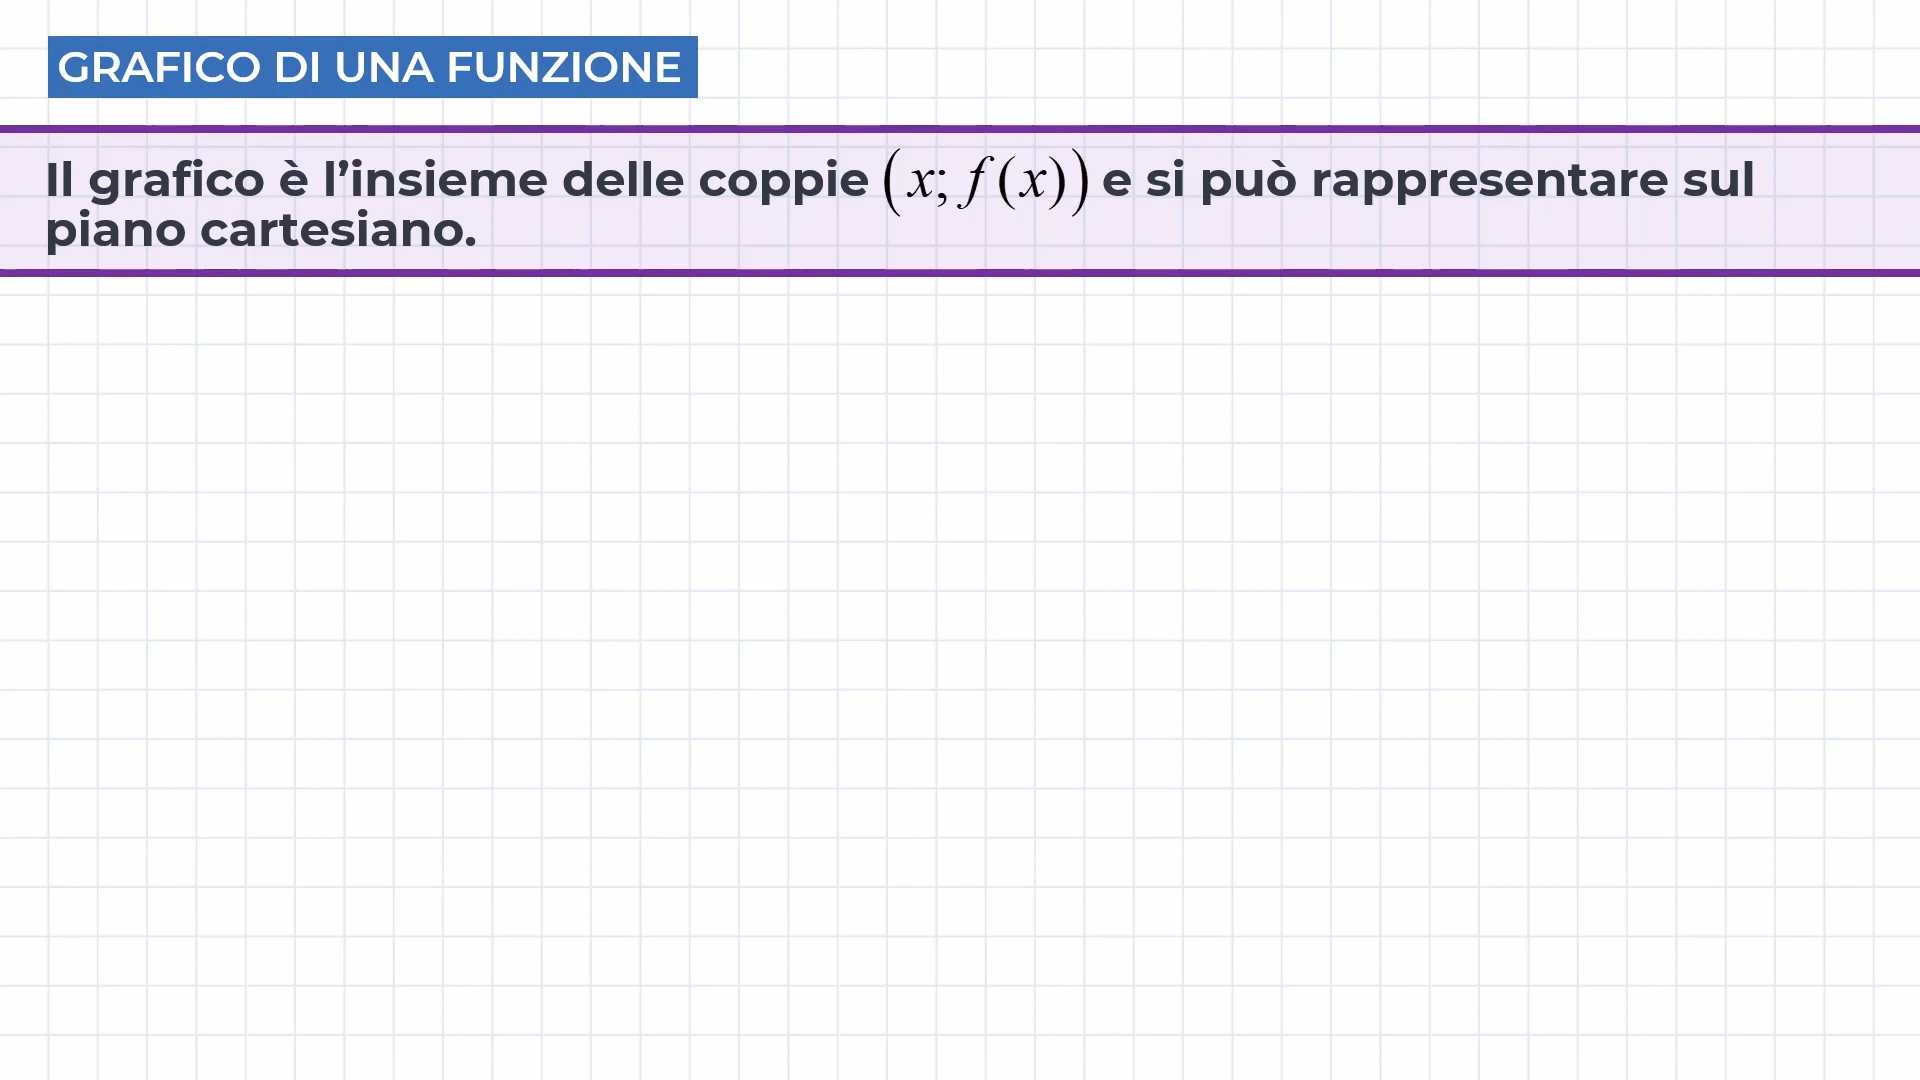 GRAFICO DI UNA FUNZIONE
Il grafico è l’insieme delle coppie (x; f(x)) e si può rappresentare sul
piano cartesiano.